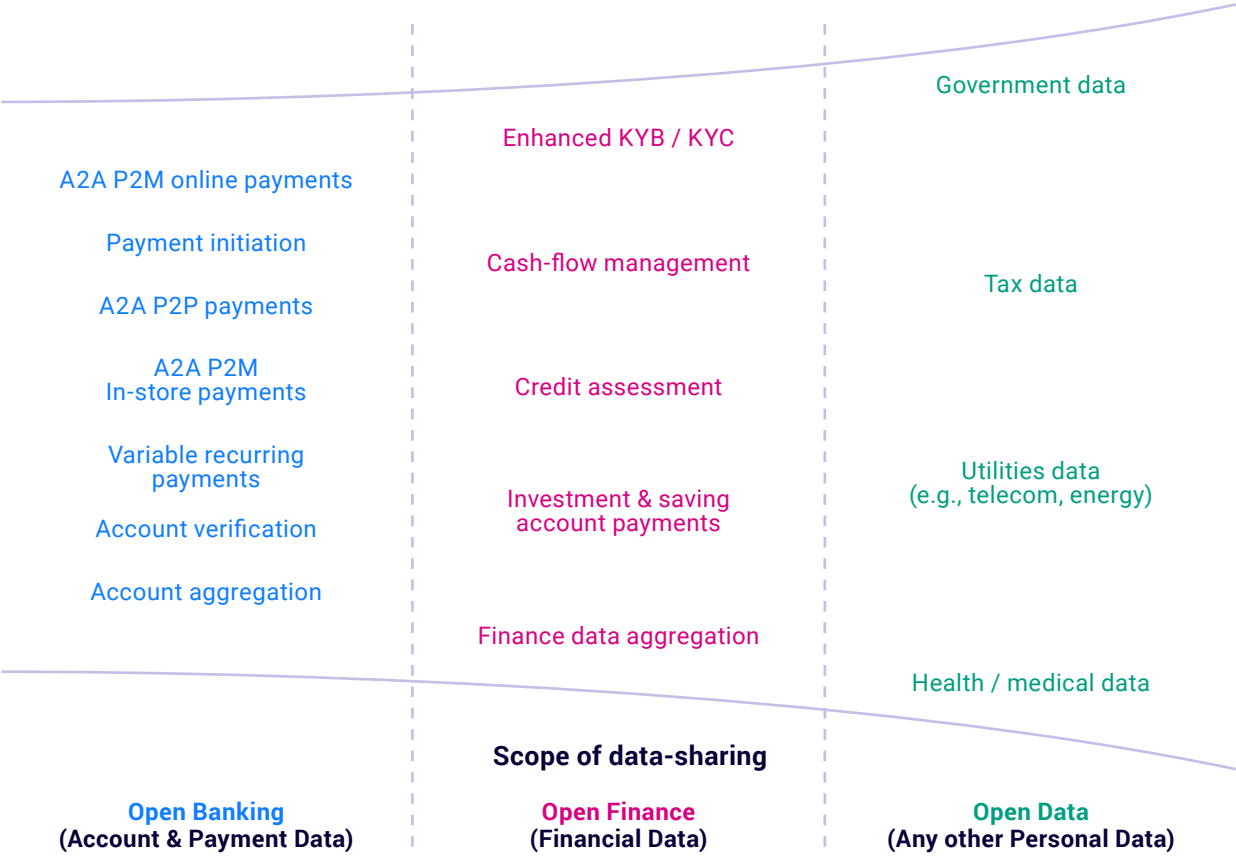 A2A P2M online payments
Payment initiation
A2A P2P payments
A2A P2M
In-store payments
Variable recurring
payments
Account verification
Account aggregation
Enhanced KYB / KYC
Cash-flow management
Credit assessment
Investment & saving
account payments
Finance data aggregation
Government data
Tax data
Utilities data
(e.g., telecom, energy)
Health / medical data
Scope of data-sharing
Open Banking
(Account & Payment Data)
Open Finance
(Financial Data)
Open Data
(Any other Personal Data)